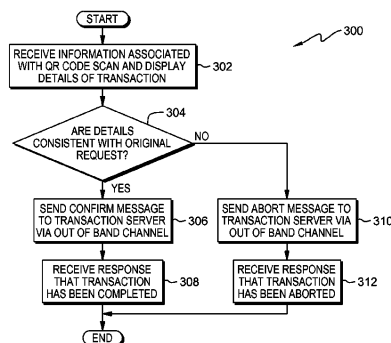 START
300
RECEIVE INFORMATION ASSOCIATED
WITH QR CODE SCAN AND DISPLAY
DETAILS OF TRANSACTION
302
304
ARE DETAILS
CONSISTENT WITH ORIGINAL
REQUEST?
NO
YES
SEND CONFIRM MESSAGE
TO TRANSACTION SERVER
VIA OUT OF BAND CHANNEL
306
SEND ABORT MESSAGE TO
TRANSACTION SERVER VIA
OUT OF BAND CHANNEL
310
RECEIVE RESPONSE
THAT TRANSACTION
HAS BEEN COMPLETED
308
RECEIVE RESPONSE
THAT TRANSACTION
HAS BEEN ABORTED
312
END